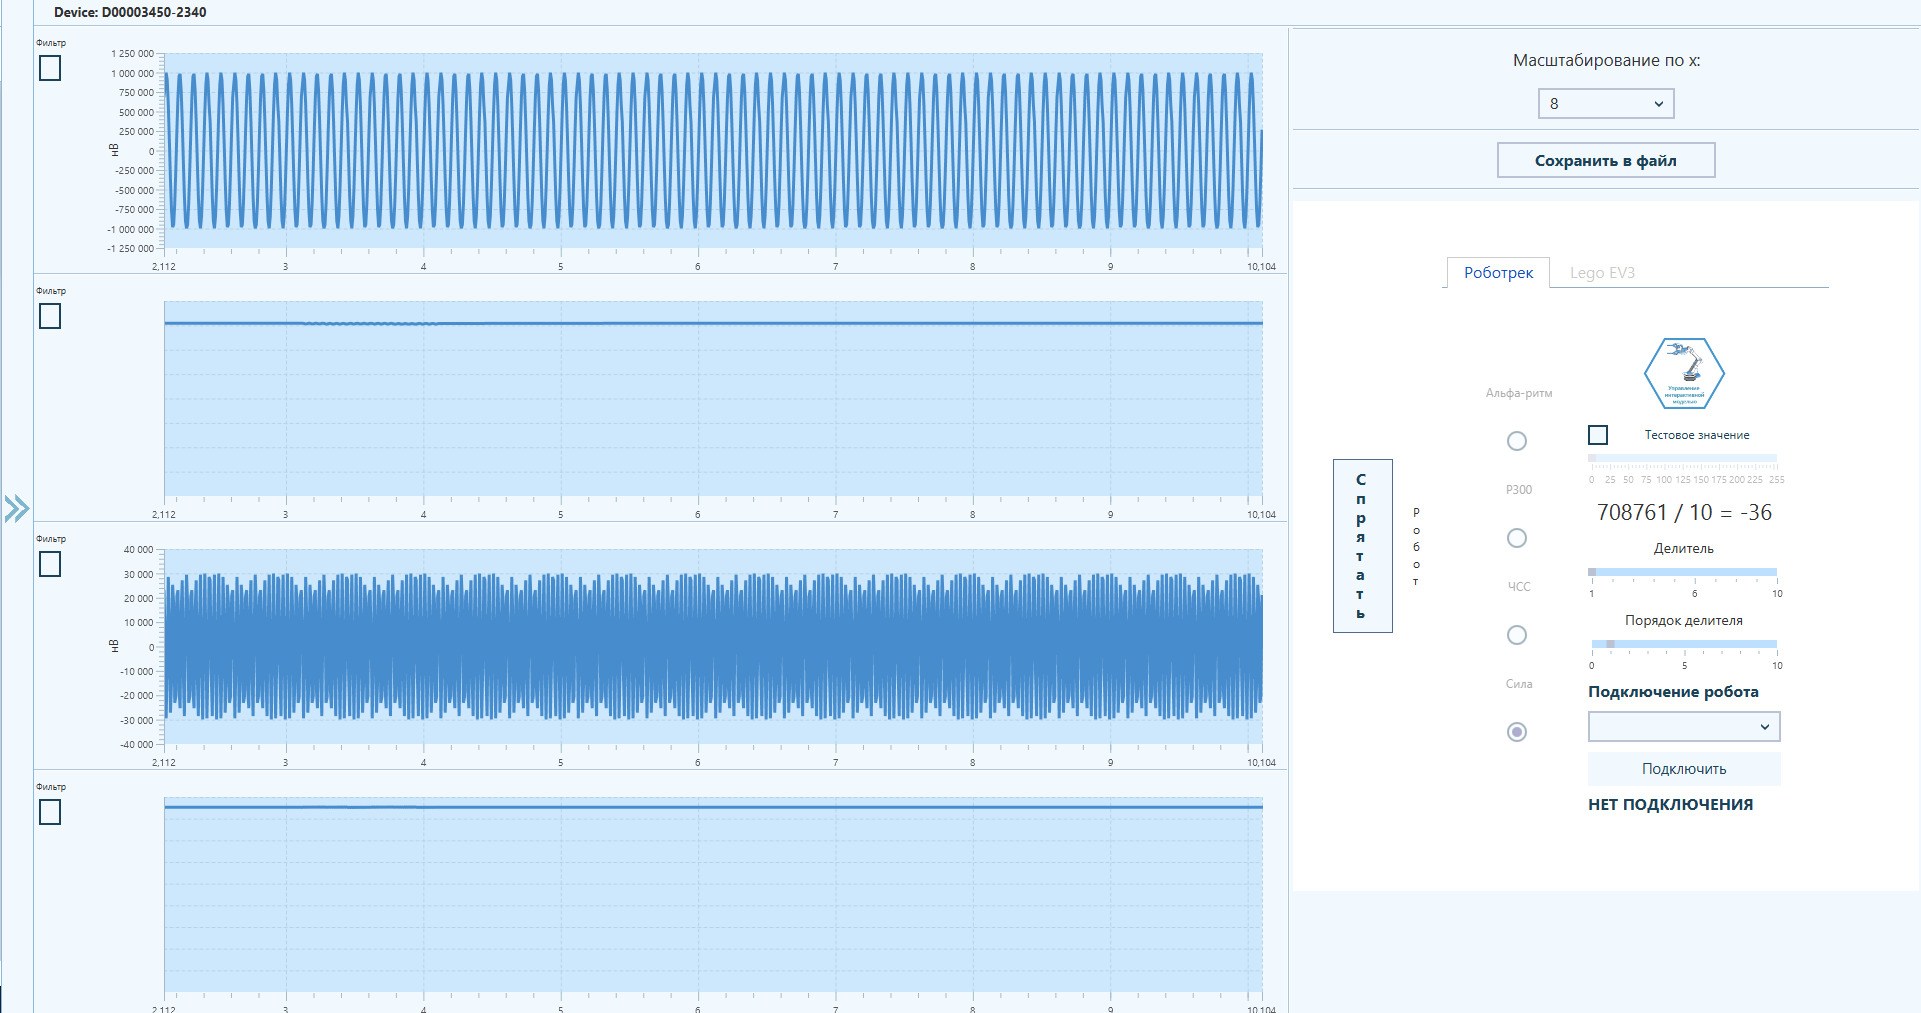 Device: D00003450-2340
Фильтр
1 250 000
1 000 000
750 000
500 000
250 000
0
-250 000
-500 000
-750 000
-1 000 000
-1 250 000
нВ
2,112 3 4 5 6 7 8 9 10,104
Фильтр
2,112 3 4 5 6 7 8 9 10,104
Фильтр
40 000
30 000
20 000
10 000
0
-10 000
-20 000
-30 000
-40 000
нВ
2,112 3 4 5 6 7 8 9 10,104
Фильтр
2,112 3 4 5 6 7 8 9 10,104
Масштабирование по x:
8
Сохранить в файл
Роботрек Lego EV3
Спрятать
Робот
Альфа-ритм
P300
ЧСС
Сила
Управление
интерактивной
моделью
Тестовое значение
0 25 50 75 100 125 150 175 200 225 255
708761 / 10 = -36
Делитель
1 6 10
Порядок делителя
0 5 10
Подключение робота
Подключить
НЕТ ПОДКЛЮЧЕНИЯ